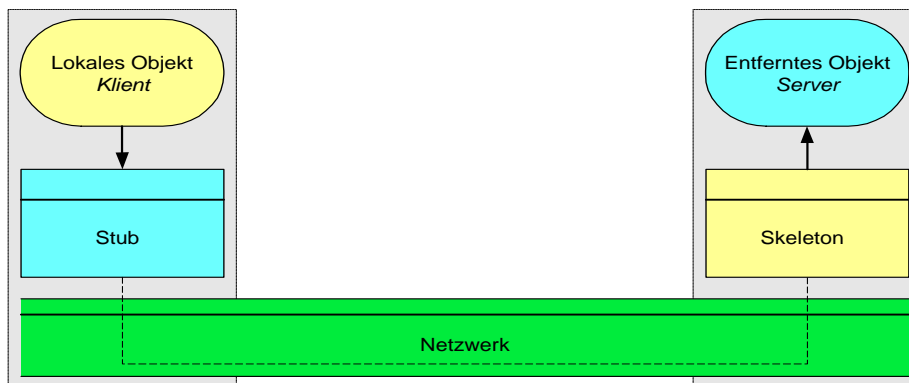 Lokales Objekt
Klient
Entferntes Objekt
Server
Stub
Skeleton
Netzwerk